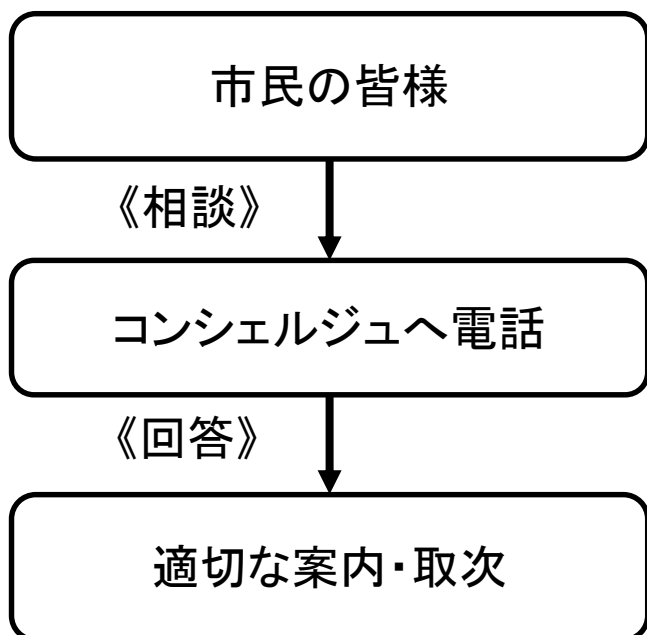 市民の皆様
《相談》
コンシェルジュへ電話
《回答》
適切な案内・取次